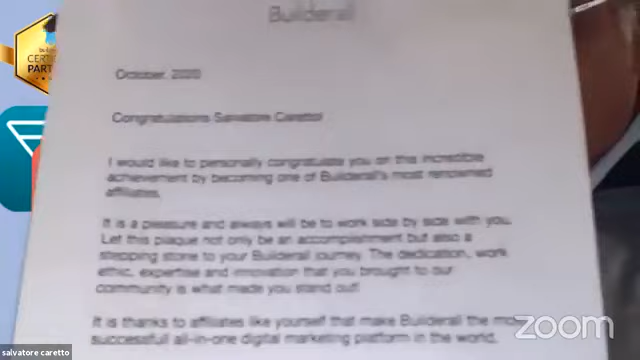 Builderall
CERTI
PART
October, 2020
Congratulations Salvatore Caretto!
I would like to personally congratulate you on this incredible
achievement by becoming one of Builderall's most renowned
affiliates.
It is a pleasure and always will be to work side by side with you.
Let this plaque not only be an accomplishment but also a
stepping stone to your Builderall journey. The dedication, work
ethic, expertise and innovation that you brought to our
community is what made you stand out!
It is thanks to affiliates like yourself that make Builderall the mo
successful all-in-one digital marketing platform in the world.
zoom
salvatore caretto